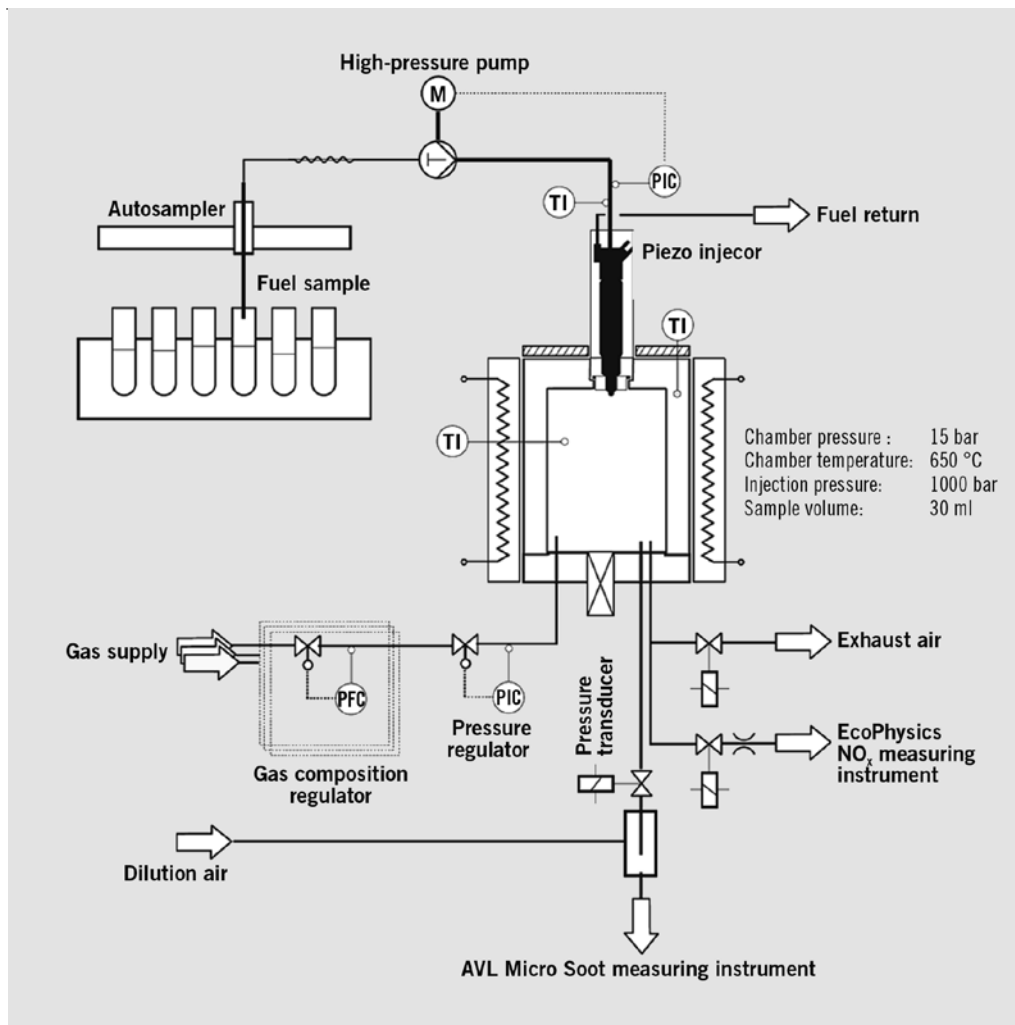 High-pressure pump
M
PIC
TI
Autosampler
Fuel return
Piezo injecor
Fuel sample
TI
TI
Chamber pressure : 15 bar
Chamber temperature: 650 °C
Injection pressure: 1000 bar
Sample volume: 30 ml
Gas supply
PFC
PIC
Exhaust air
Pressure
regulator
Pressure
transducer
Gas composition
regulator
EcoPhysics
NOx measuring
instrument
Dilution air
AVL Micro Soot measuring instrument